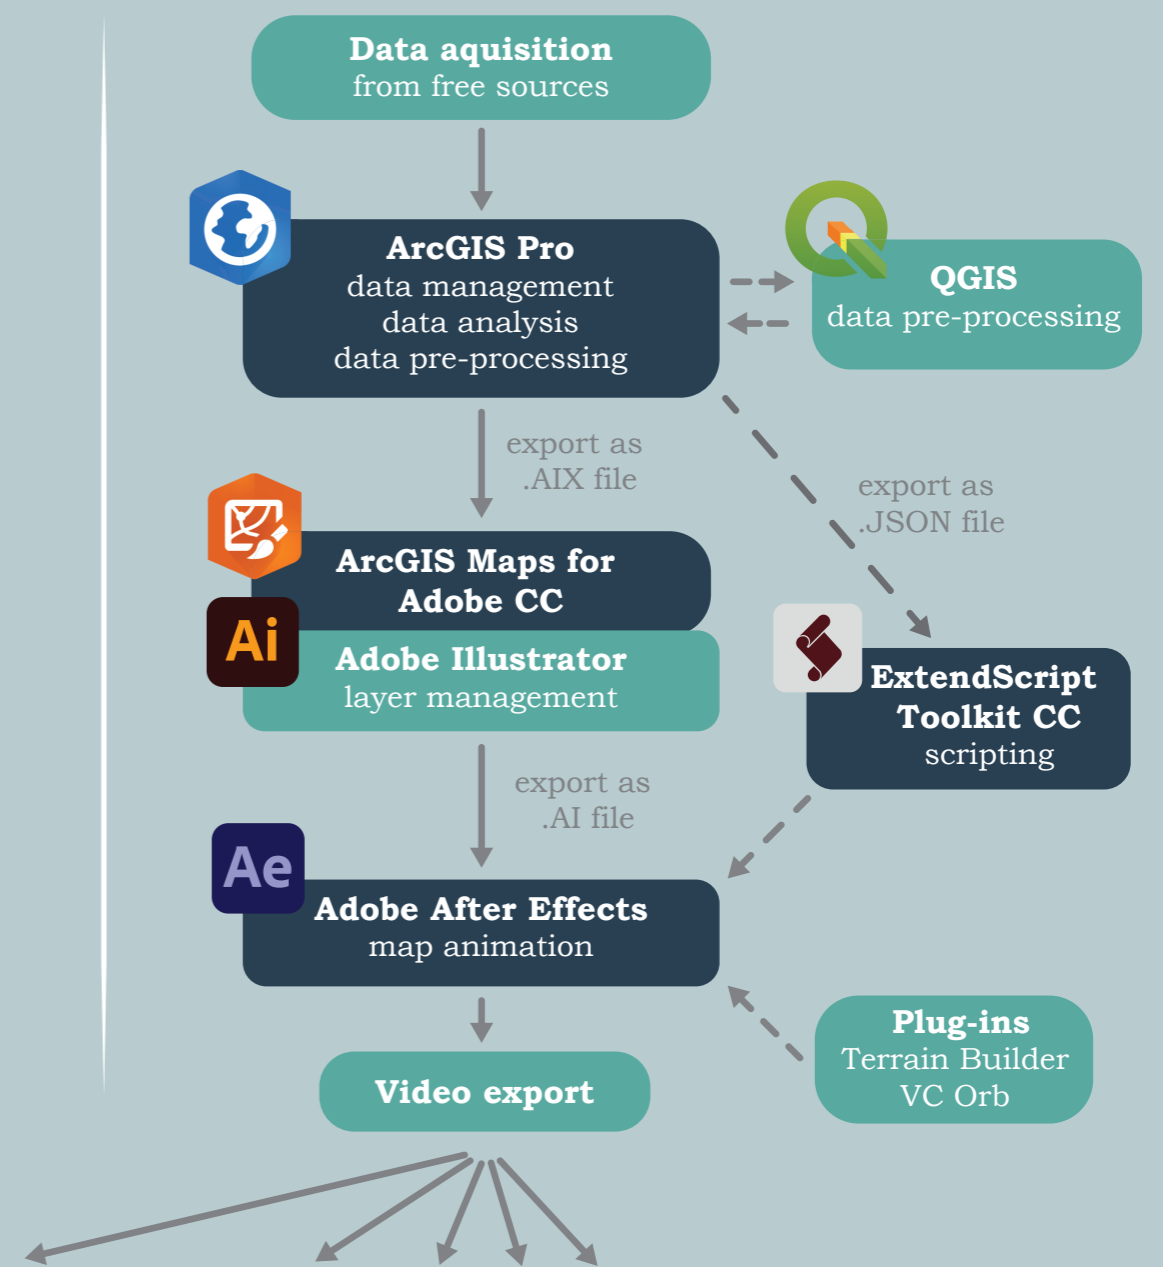 Data aquisition
from free sources
ArcGIS Pro
data management
data analysis
data pre-processing
QGIS
data pre-processing
export as
.AIX file
export as
.JSON file
ArcGIS Maps for
Adobe CC
Ai
Adobe Illustrator
layer management
ExtendScript
Toolkit CC
scripting
export as
.AI file
Ae
Adobe After Effects
map animation
Plug-ins
Terrain Builder
VC Orb
Video export